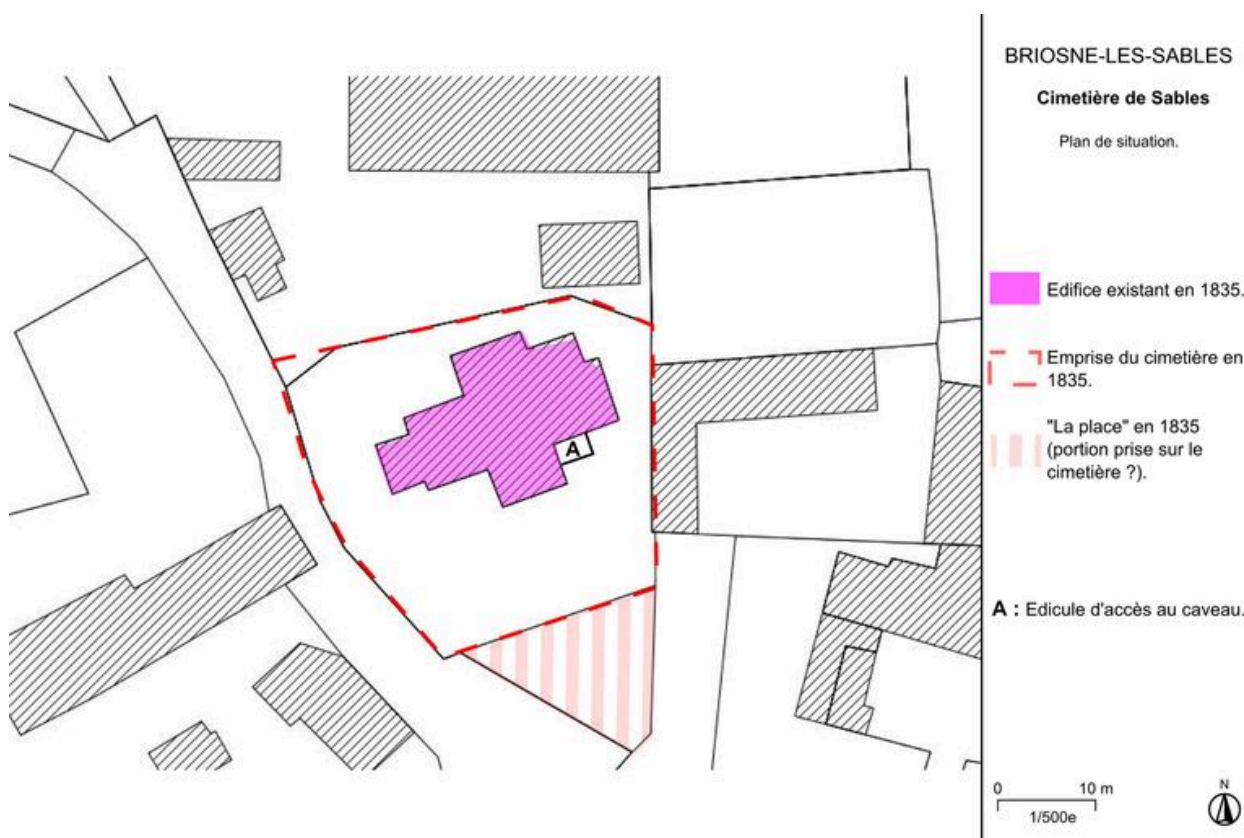 BRIOSNE-LES-SABLES
Cimetière de Sables
Plan de situation.
Edifice existant en 1835.
Emprise du cimetière en
1835.
"La place" en 1835
(portion prise sur le
cimetière ?).
A : Edicule d'accès au caveau.
A
0 10 m
1/500e
N